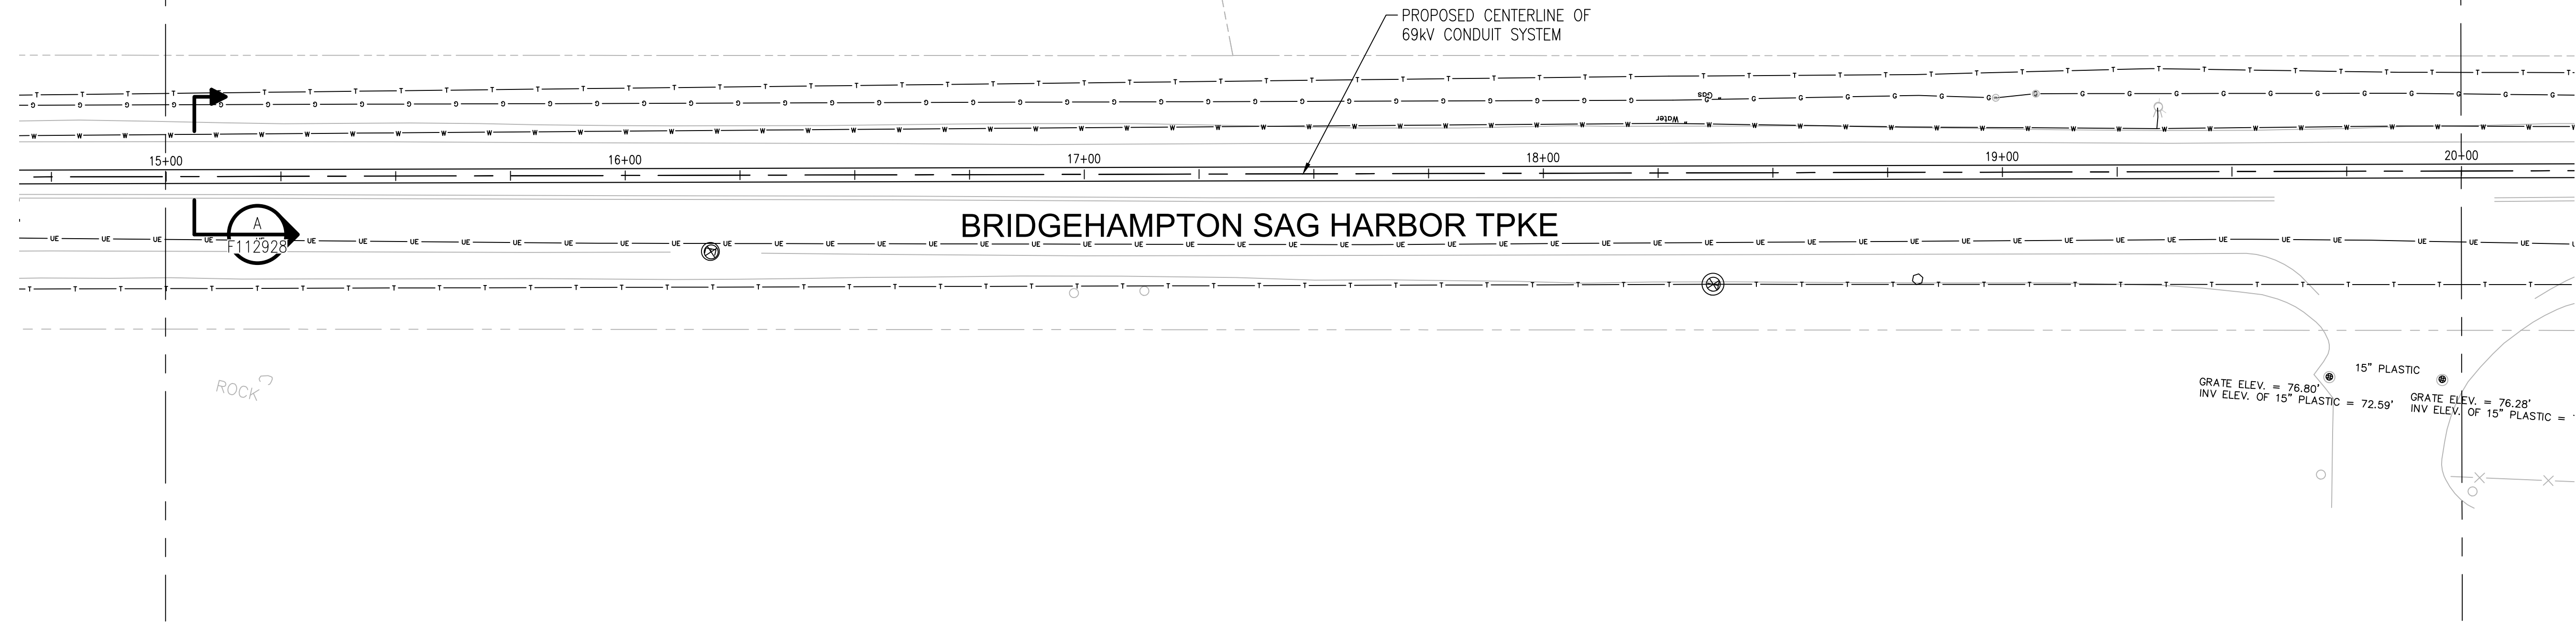 PROPOSED CENTERLINE OF
69kV CONDUIT SYSTEM
Gas "
Water "
15+00
16+00
17+00
18+00
19+00
20+00
A
F112928
BRIDGEHAMPTON SAG HARBOR TPKE
ROCK
15" PLASTIC
GRATE ELEV. = 76.80'
INV ELEV. OF 15" PLASTIC = 72.59'
GRATE ELEV. = 76.28'
INV ELEV. OF 15" PLASTIC =